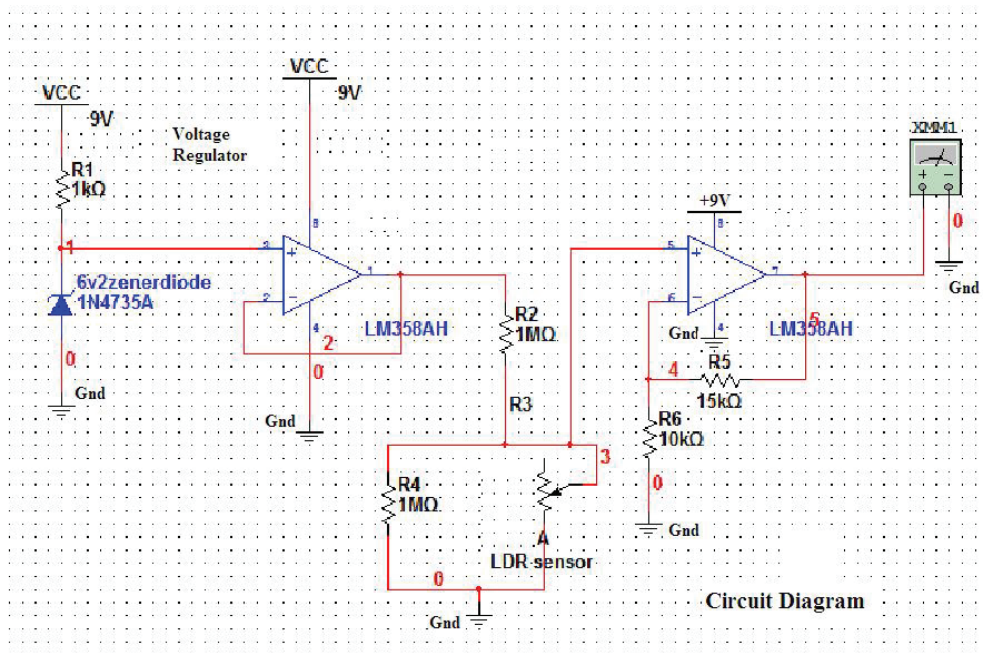 VCC
9V
VCC
9V
Voltage
Regulator
R1
1kΩ
1
6v2zenerdiode
1N4735A
0
Gnd
8
3
+
2
−
1
4
LM358AH
2
0
Gnd
R2
1MΩ
R3
R4
1MΩ
3
A
LDR sensor
0
Gnd
+9V
8
5
+
6
−
7
4
Gnd
LM358AH
5
4
R5
15kΩ
R6
10kΩ
0
Gnd
XMM1
+ −
0
Gnd
Circuit Diagram